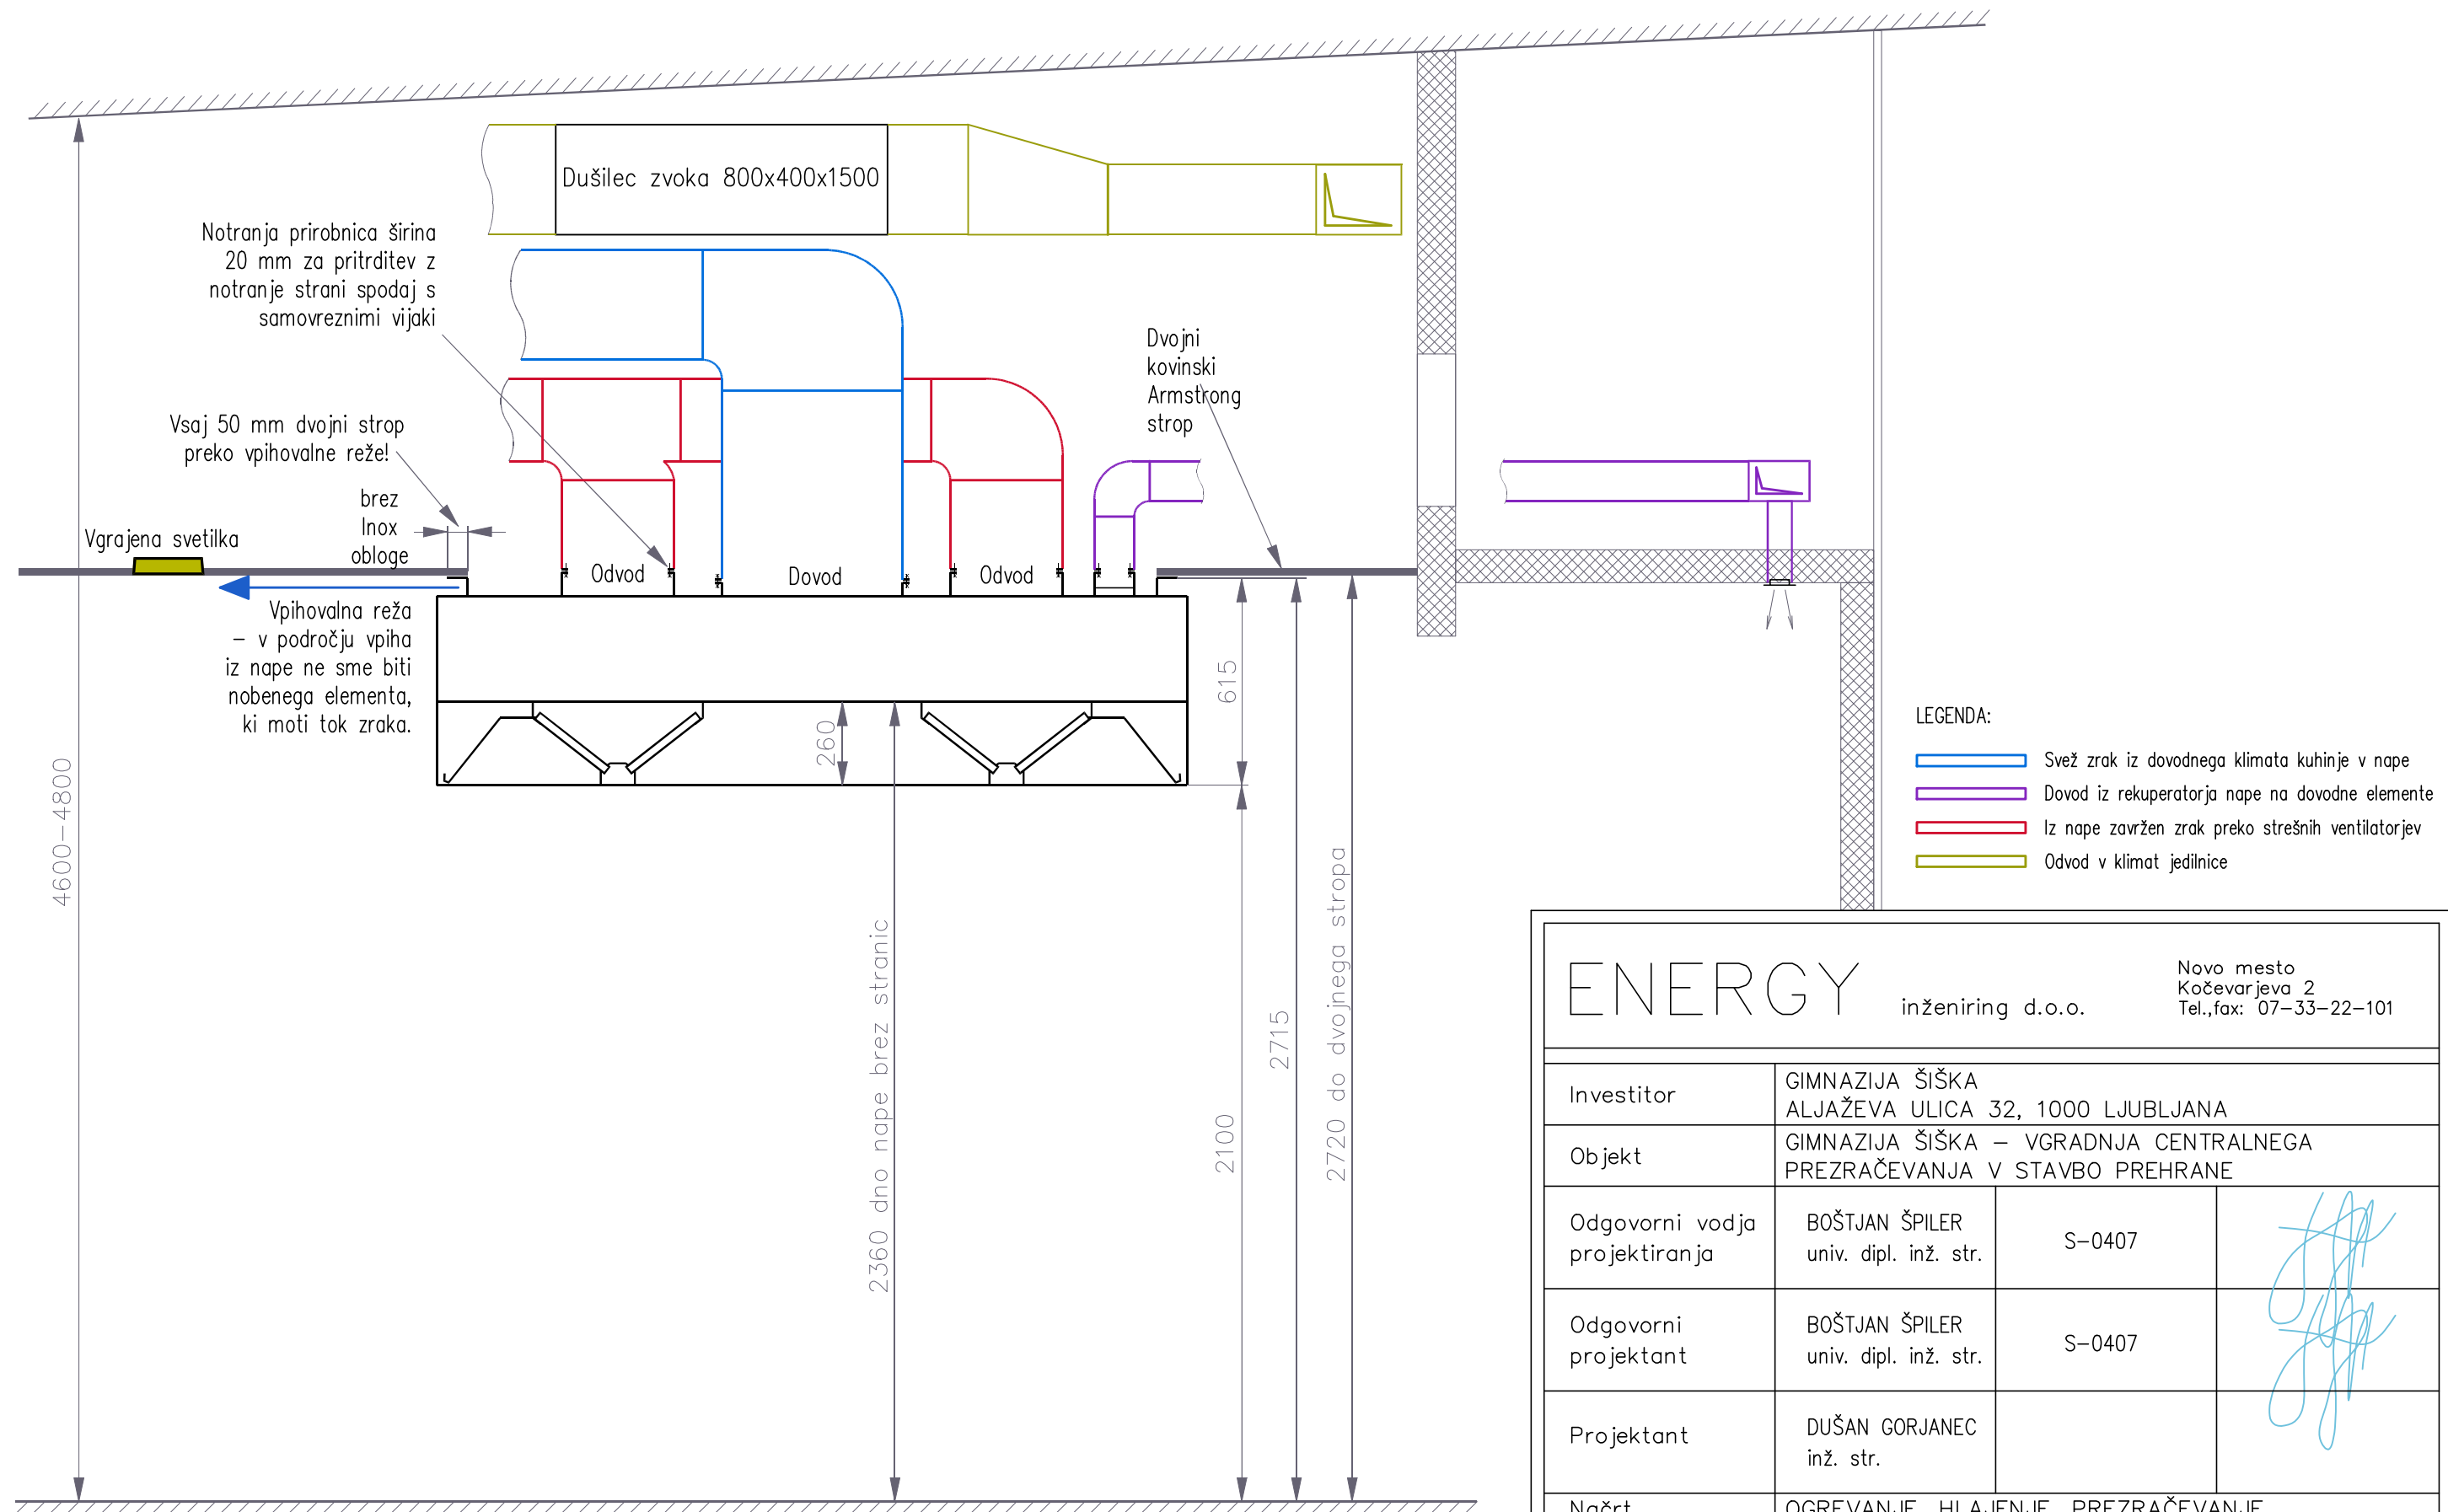 Dušilec zvoka 800x400x1500
Notranja prirobnica širina
20 mm za pritrditev z
notranje strani spodaj s
samovreznimi vijaki
Dvojni
kovinski
Armstrong
strop
Vsaj 50 mm dvojni strop
preko vpihovalne reže!
brez
Inox
obloge
Vgrajena svetilka
Odvod
Dovod
Odvod
Vpihovalna reža
– v področju vpiha
iz nape ne sme biti
nobenega elementa,
ki moti tok zraka.
4600–4800
260
615
2360 dno nape brez stranic
2100
2715
2720 do dvojnega stropa
LEGENDA:
Svež zrak iz dovodnega klimata kuhinje v nape
Dovod iz rekuperatorja nape na dovodne elemente
Iz nape zavržen zrak preko strešnih ventilatorjev
Odvod v klimat jedilnice
ENERGY inženiring d.o.o.
Novo mesto
Kočevarjeva 2
Tel.,fax: 07–33–22–101
Investitor
GIMNAZIJA ŠIŠKA
ALJAŽEVA ULICA 32, 1000 LJUBLJANA
Objekt
GIMNAZIJA ŠIŠKA – VGRADNJA CENTRALNEGA
PREZRAČEVANJA V STAVBO PREHRANE
Odgovorni vodja
projektiranja
BOŠTJAN ŠPILER
univ. dipl. inž. str.
S–0407
Odgovorni
projektant
BOŠTJAN ŠPILER
univ. dipl. inž. str.
S–0407
Projektant
DUŠAN GORJANEC
inž. str.
Načrt
OGREVANJE, HLAJENJE, PREZRAČEVANJE